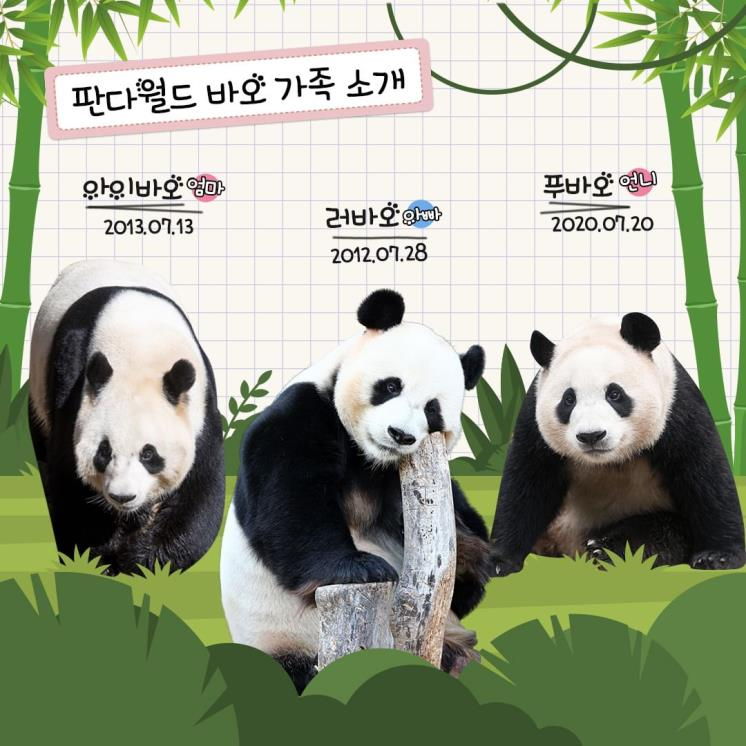 판다월드 바오 가족 소개
아이바오 엄마
2013.07.13
러바오 아빠
2012.07.28
푸바오 언니
2020.07.20